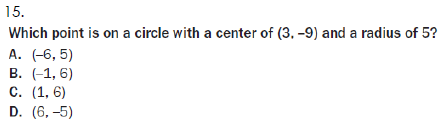 15.
Which point is on a circle with a center of (3, –9) and a radius of 5?
A. (–6, 5)
B. (–1, 6)
C. (1, 6)
D. (6, –5)